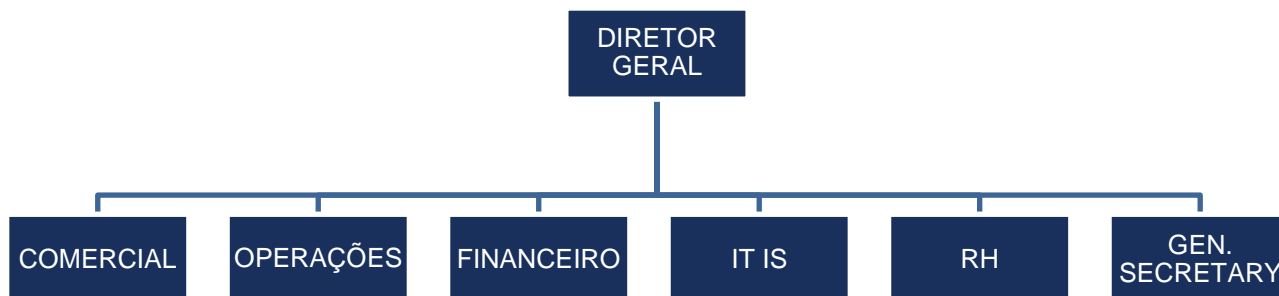 DIRETOR
GERAL
COMERCIAL
OPERAÇÕES
FINANCEIRO
IT IS
RH
GEN.
SECRETARY